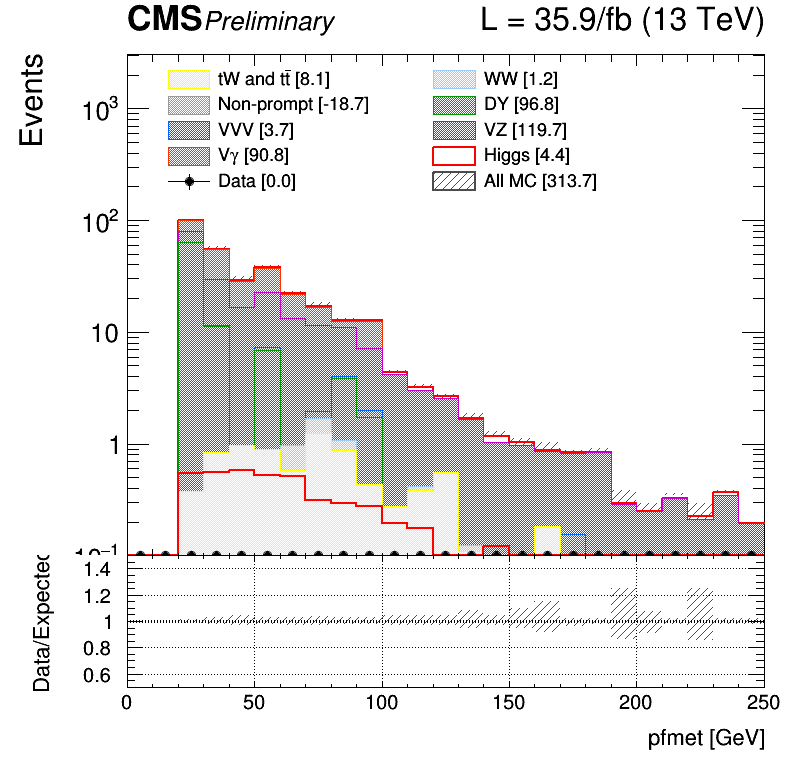 CMS Preliminary L = 35.9/fb (13 TeV)
Events
tW and tt̄ [8.1] WW [1.2]
Non-prompt [-18.7] DY [96.8]
VVV [3.7] VZ [119.7]
Vγ [90.8] Higgs [4.4]
Data [0.0] All MC [313.7]
10³
10²
10
1
10⁻¹
Data/Expected
1.4
1.2
1
0.8
0.6
0 50 100 150 200 250
pfmet [GeV]